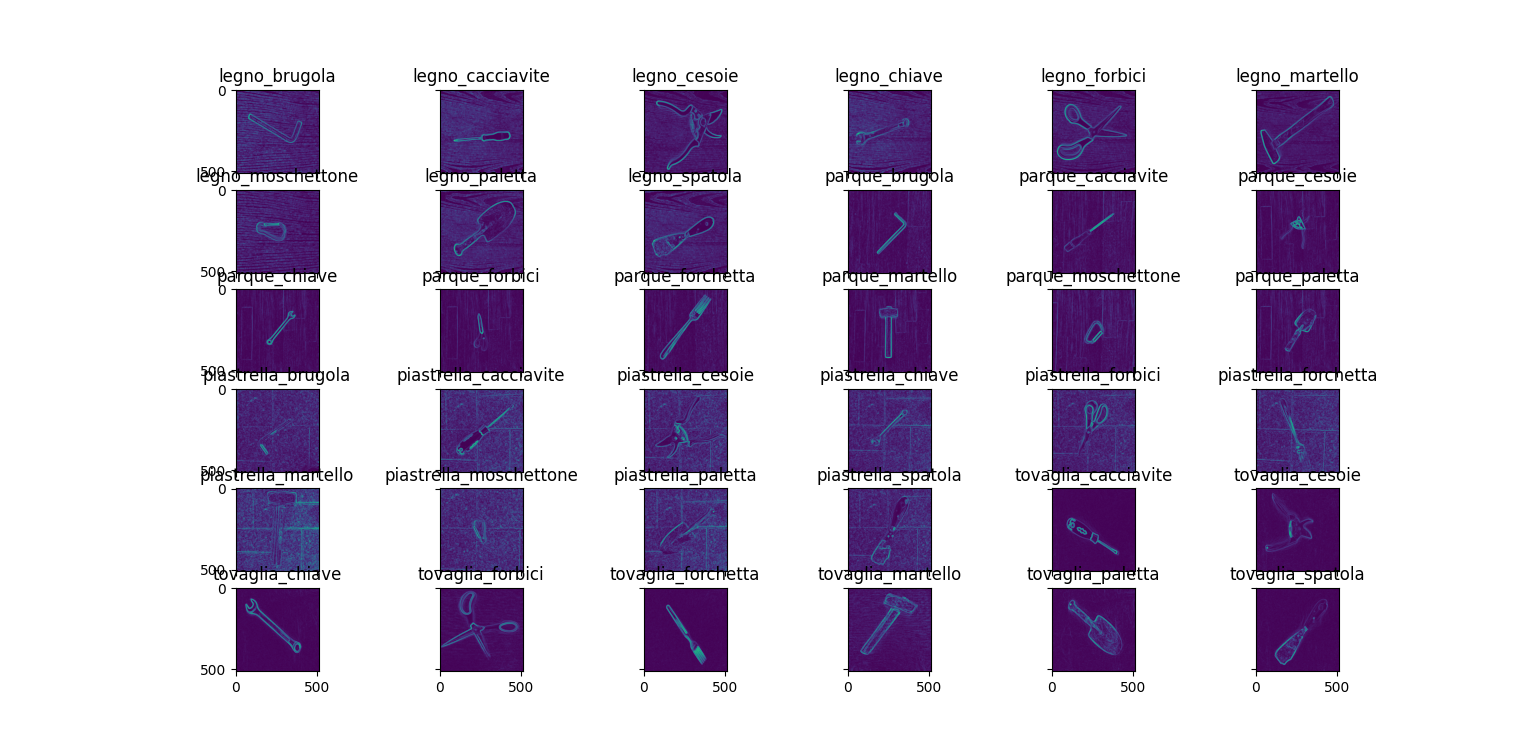 legno_brugola legno_cacciavite legno_cesoie legno_chiave legno_forbici legno_martello
0
500
legno_moschettone legno_paletta legno_spatola parque_brugola parque_cacciavite parque_cesoie
0
500
parque_chiave parque_forbici parque_forchetta parque_martello parque_moschettone parque_paletta
0
500
piastrella_brugola piastrella_cacciavite piastrella_cesoie piastrella_chiave piastrella_forbici piastrella_forchetta
0
500
piastrella_martello piastrella_moschettone piastrella_paletta piastrella_spatola tovaglia_cacciavite tovaglia_cesoie
0
500
tovaglia_chiave tovaglia_forbici tovaglia_forchetta tovaglia_martello tovaglia_paletta tovaglia_spatola
0
500
0 500 0 500 0 500 0 500 0 500 0 500